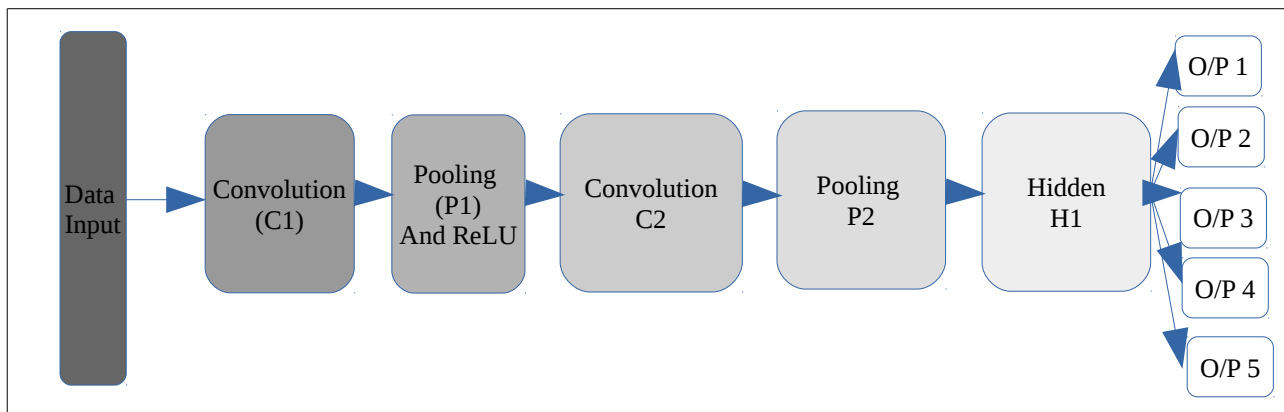 Data
Input
Convolution
(C1)
Pooling
(P1)
And ReLU
Convolution
C2
Pooling
P2
Hidden
H1
O/P 1
O/P 2
O/P 3
O/P 4
O/P 5